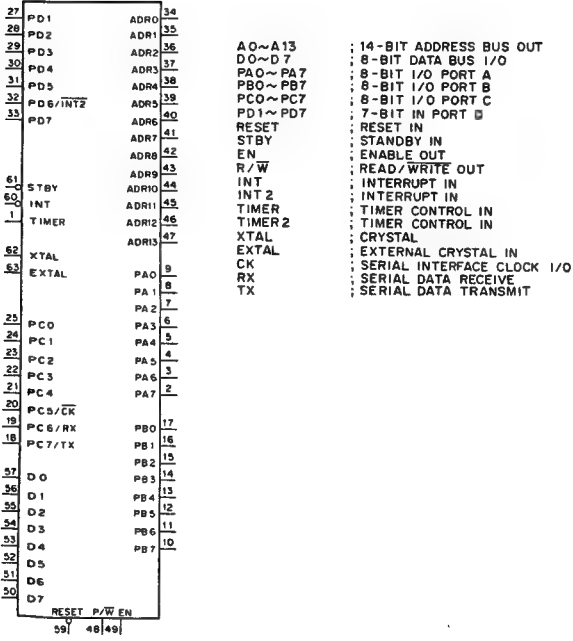 27 PD1 ADR0 34
28 PD2 ADR1 35
29 PD3 ADR2 36
30 PD4 ADR3 37
31 PD5 ADR4 38
32 PD6/INT2 ADR5 39
33 PD7 ADR6 40
ADR7 41
ADR8 42
ADR9 43
61 STBY ADR10 44
60 INT ADR11 45
1 TIMER ADR12 46
ADR13 47
62 XTAL
63 EXTAL PA0 9
PA1 8
PA2 7
25 PC0 PA3 6
24 PC1 PA4 5
23 PC2 PA5 4
22 PC3 PA6 3
21 PC4 PA7 2
20 PC5/CK
19 PC6/RX PB0 17
18 PC7/TX PB1 16
PB2 15
57 D0 PB3 14
56 D1 PB4 13
55 D2 PB5 12
54 D3 PB6 11
53 D4 PB7 10
52 D5
51 D6
50 D7
RESET P/W EN
59 48 49
A0~A13 ; 14-BIT ADDRESS BUS OUT
D0~D7 ; 8-BIT DATA BUS I/O
PA0~PA7 ; 8-BIT I/O PORT A
PB0~PB7 ; 8-BIT I/O PORT B
PC0~PC7 ; 8-BIT I/O PORT C
PD1~PD7 ; 7-BIT IN PORT D
RESET ; RESET IN
STBY ; STANDBY IN
EN ; ENABLE OUT
R/W ; READ/WRITE OUT
INT ; INTERRUPT IN
INT2 ; INTERRUPT IN
TIMER ; TIMER CONTROL IN
TIMER2 ; TIMER CONTROL IN
XTAL ; CRYSTAL
EXTAL ; EXTERNAL CRYSTAL IN
CK ; SERIAL INTERFACE CLOCK I/O
RX ; SERIAL DATA RECEIVE
TX ; SERIAL DATA TRANSMIT